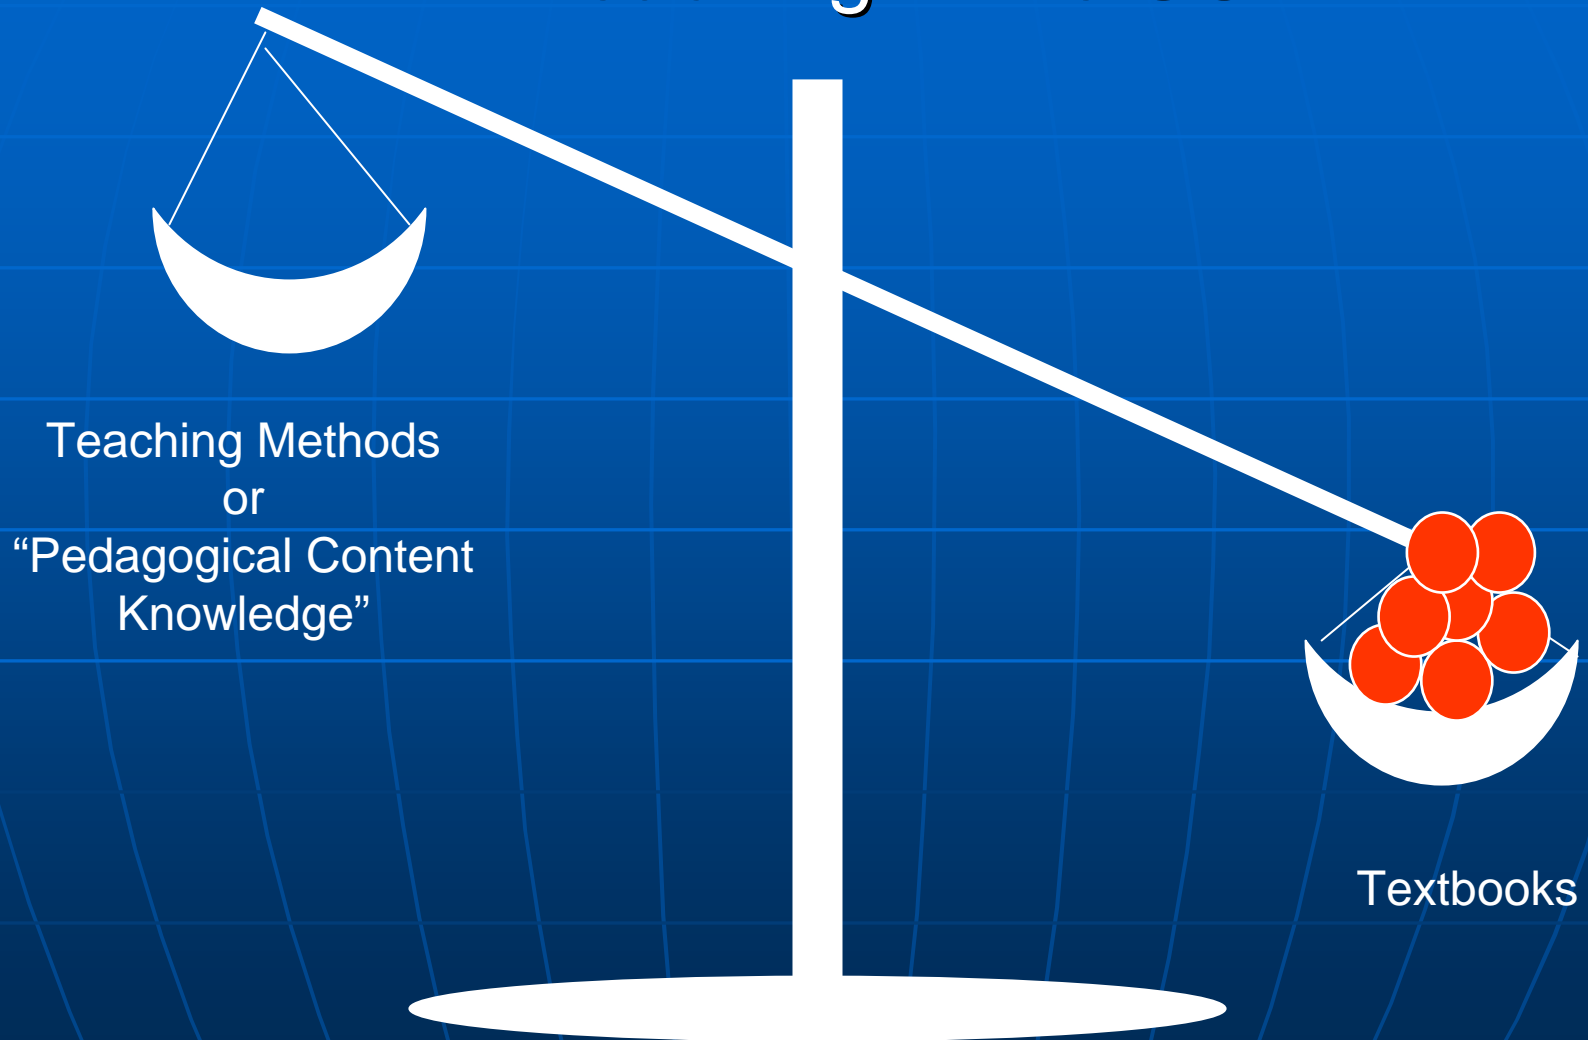 Teaching Methods
or
“Pedagogical Content
Knowledge”
Textbooks